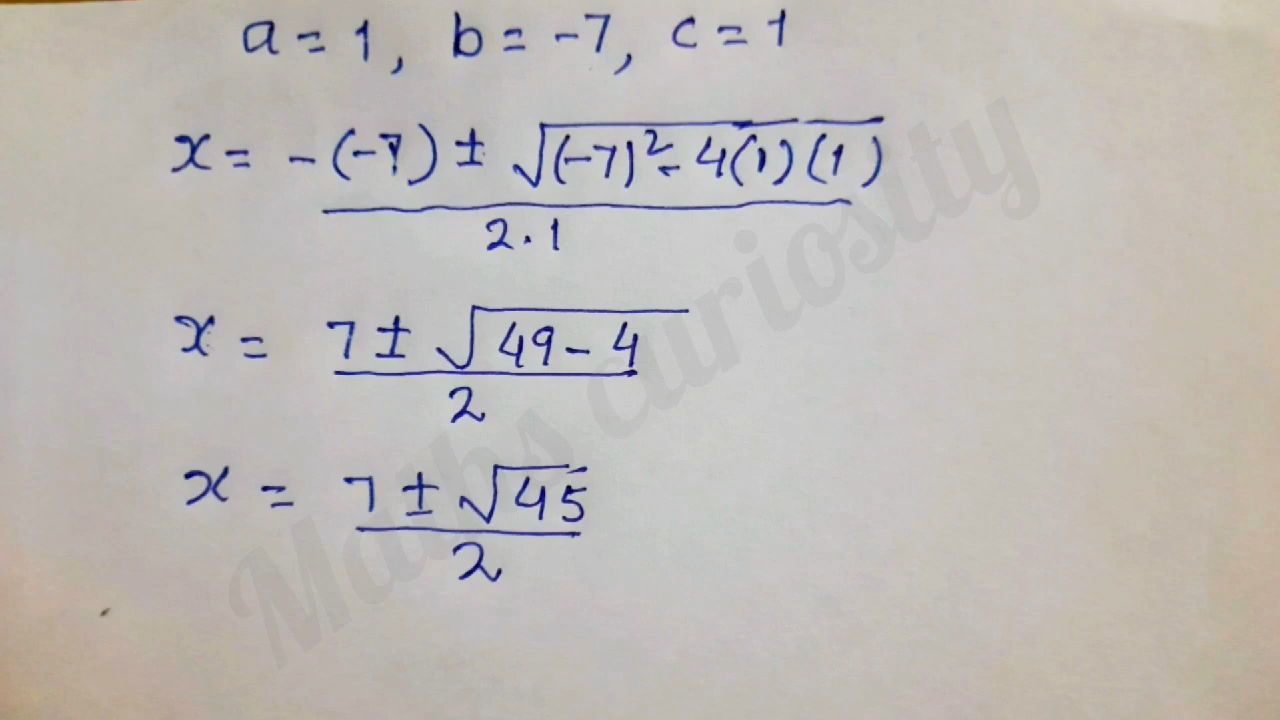 a = 1, b = -7, c = 1
x = -(-7) ± √(-7)² - 4(1)(1)
2.1
x = 7 ± √49 - 4
2
x = 7 ± √45
2
Maths curiosity